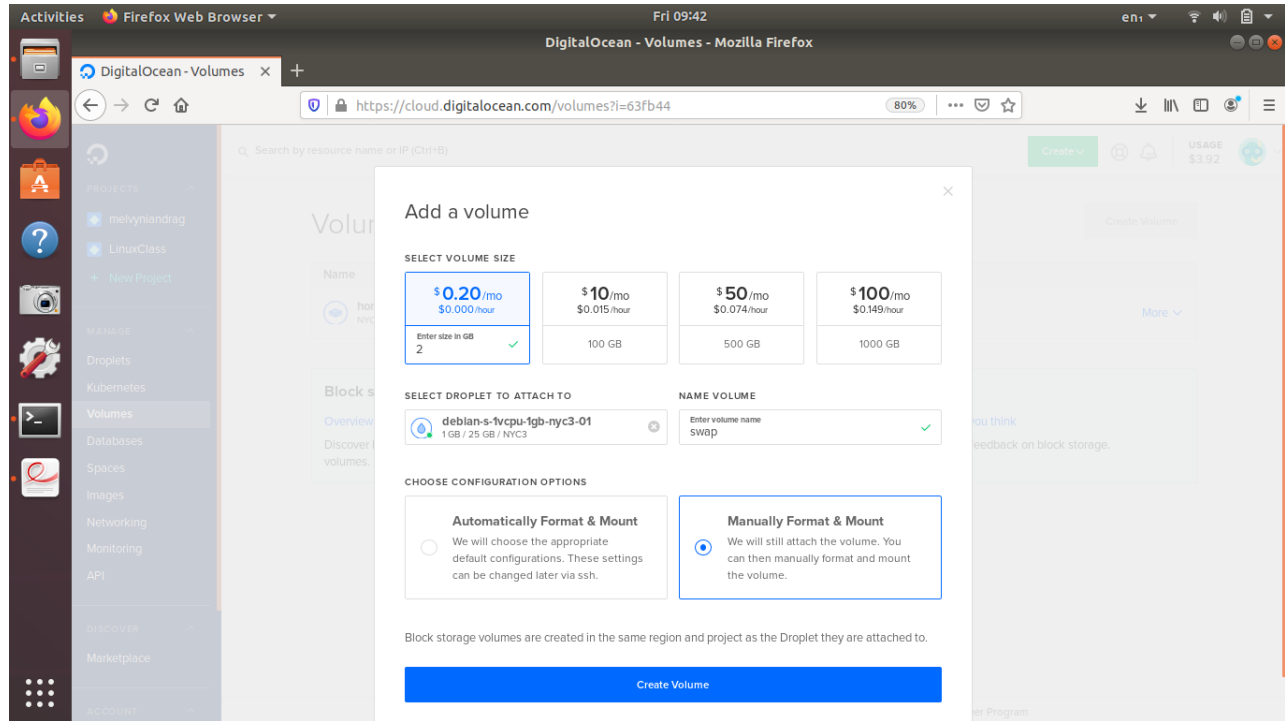 Activities Firefox Web Browser Fri 09:42 en₁
DigitalOcean - Volumes - Mozilla Firefox
DigitalOcean - Volumes
https://cloud.digitalocean.com/volumes?i=63fb44 80%
Search by resource name or IP (Ctrl+B) Create USAGE
$3.92
PROJECTS
melvyniandrag
LinuxClass
+ New Project
MANAGE
Droplets
Kubernetes
Volumes
Databases
Spaces
Images
Networking
Monitoring
API
DISCOVER
Marketplace
ACCOUNT
Volum
Create Volume
Name
hor
NYC
More
Block s
Overview
you think
Discover
eedback on block storage.
volumes.
Add a volume
SELECT VOLUME SIZE
$0.20/mo
$0.000/hour
Enter size in GB
2
$10/mo
$0.015/hour
100 GB
$50/mo
$0.074/hour
500 GB
$100/mo
$0.149/hour
1000 GB
SELECT DROPLET TO ATTACH TO
debian-s-1vcpu-1gb-nyc3-01
1 GB / 25 GB / NYC3
NAME VOLUME
Enter volume name
swap
CHOOSE CONFIGURATION OPTIONS
Automatically Format & Mount
We will choose the appropriate
default configurations. These settings
can be changed later via ssh.
Manually Format & Mount
We will still attach the volume. You
can then manually format and mount
the volume.
Block storage volumes are created in the same region and project as the Droplet they are attached to.
Create Volume
er Program